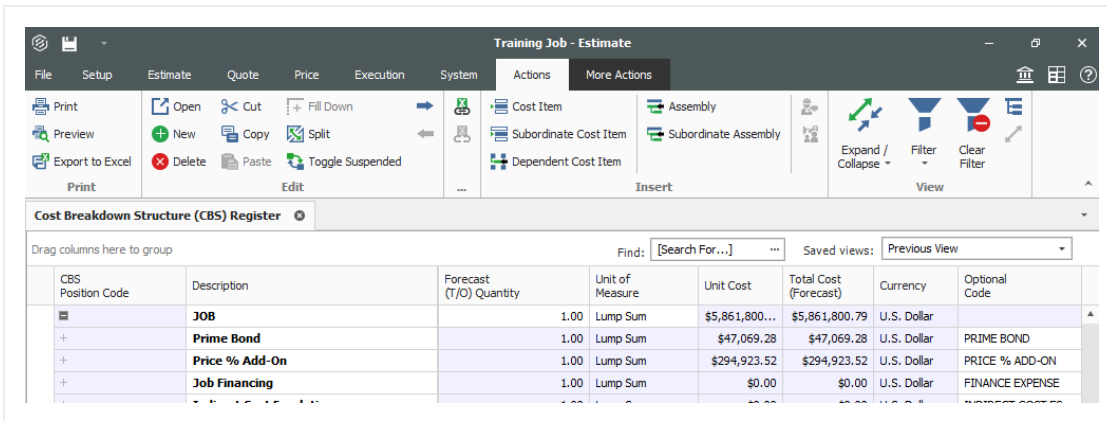 Training Job - Estimate
File Setup Estimate Quote Price Execution System Actions More Actions
Print Open Cut Fill Down Cost Item Assembly
Preview New Copy Split Subordinate Cost Item Subordinate Assembly
Export to Excel Delete Paste Toggle Suspended Dependent Cost Item
Expand / Collapse Filter Clear Filter
Print Edit ... Insert View
Cost Breakdown Structure (CBS) Register
Drag columns here to group Find: [Search For...] ... Saved views: Previous View
CBS Position Code Description Forecast (T/O) Quantity Unit of Measure Unit Cost Total Cost (Forecast) Currency Optional Code
JOB 1.00 Lump Sum $5,861,800... $5,861,800.79 U.S. Dollar
Prime Bond 1.00 Lump Sum $47,069.28 $47,069.28 U.S. Dollar PRIME BOND
Price % Add-On 1.00 Lump Sum $294,923.52 $294,923.52 U.S. Dollar PRICE % ADD-ON
Job Financing 1.00 Lump Sum $0.00 $0.00 U.S. Dollar FINANCE EXPENSE